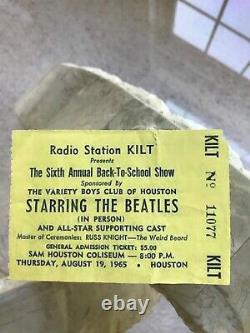 Radio Station KILT
Presents
The Sixth Annual Back-To-School Show
Sponsored by
THE VARIETY BOYS CLUB OF HOUSTON
STARRING THE BEATLES
(IN PERSON)
AND ALL-STAR SUPPORTING CAST
Master of Ceremonies: RUSS KNIGHT—The Weird Beard
GENERAL ADMISSION TICKET: $5.00
SAM HOUSTON COLISEUM — 8:00 P.M.
THURSDAY, AUGUST 19, 1965 • HOUSTON
KILT
Nº 11077
KILT
thumbimg.com